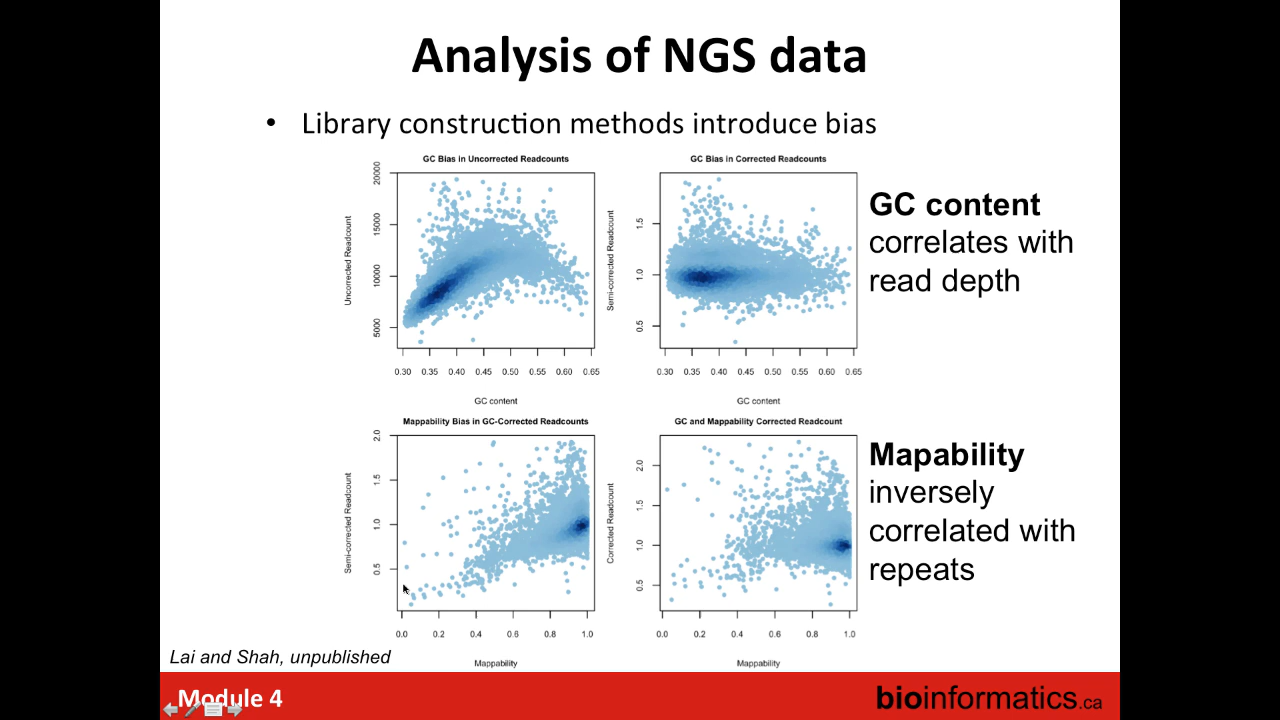 Analysis of NGS data
• Library construction methods introduce bias
GC Bias in Uncorrected Readcounts
Uncorrected Readcount
20000
15000
10000
5000
0.30 0.35 0.40 0.45 0.50 0.55 0.60 0.65
GC content
GC Bias in Corrected Readcounts
Semi-corrected Readcount
1.5
1.0
0.5
0.30 0.35 0.40 0.45 0.50 0.55 0.60 0.65
GC content
GC content
correlates with
read depth
Mappability Bias in GC-Corrected Readcounts
Semi-corrected Readcount
2.0
1.5
1.0
0.5
0.0 0.2 0.4 0.6 0.8 1.0
Mappability
GC and Mappability Corrected Readcount
Corrected Readcount
2.0
1.5
1.0
0.5
0.0 0.2 0.4 0.6 0.8 1.0
Mappability
Mapability
inversely
correlated with
repeats
Lai and Shah, unpublished
Module 4
bioinformatics.ca